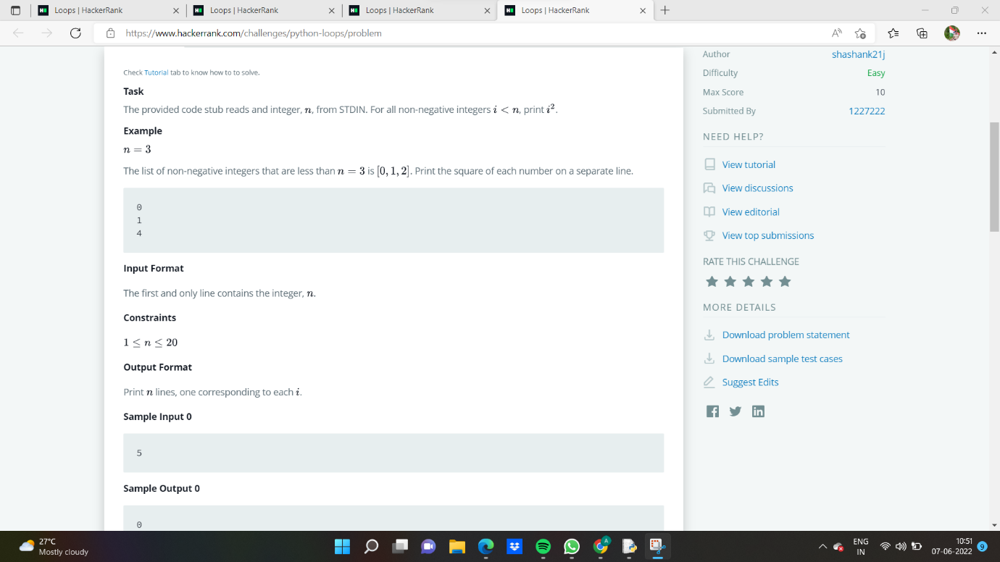 Loops | HackerRank
Loops | HackerRank
Loops | HackerRank
Loops | HackerRank
https://www.hackerrank.com/challenges/python-loops/problem
Check Tutorial tab to know how to to solve.
Task
The provided code stub reads and integer, n, from STDIN. For all non-negative integers i < n, print i².
Example
n = 3
The list of non-negative integers that are less than n = 3 is [0, 1, 2]. Print the square of each number on a separate line.
0
1
4
Input Format
The first and only line contains the integer, n.
Constraints
1 ≤ n ≤ 20
Output Format
Print n lines, one corresponding to each i.
Sample Input 0
5
Sample Output 0
0
Author shashank21j
Difficulty Easy
Max Score 10
Submitted By 1227222
NEED HELP?
View tutorial
View discussions
View editorial
View top submissions
RATE THIS CHALLENGE
MORE DETAILS
Download problem statement
Download sample test cases
Suggest Edits
27°C
Mostly cloudy
ENG
IN
10:51
07-06-2022
9